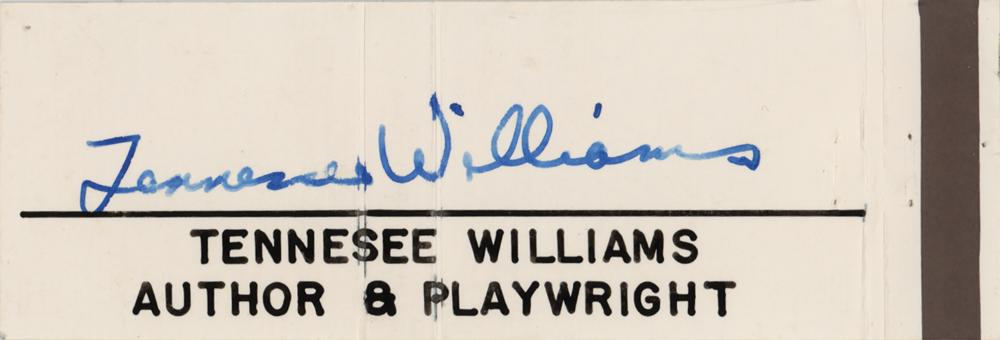 Tennessee Williams
TENNESEE WILLIAMS
AUTHOR & PLAYWRIGHT